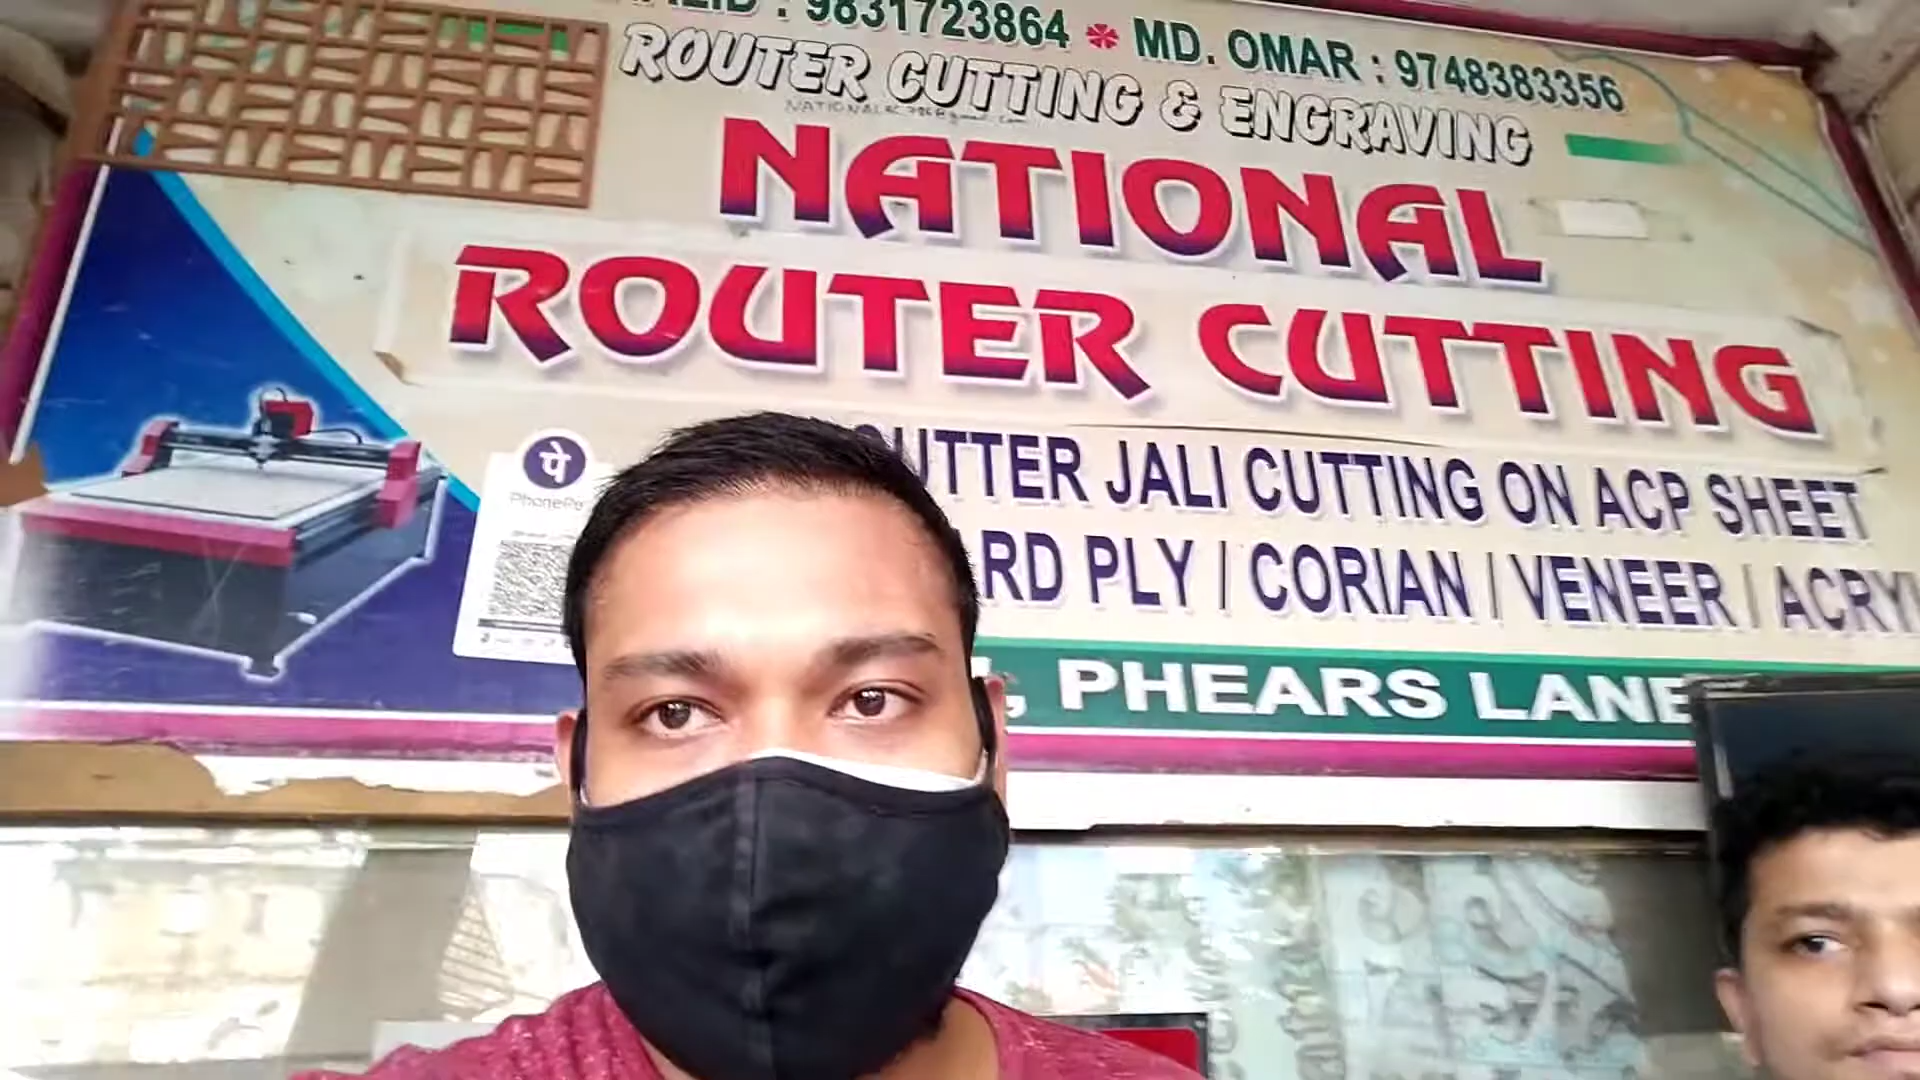 : 9831723864 * MD. OMAR : 9748383356
ROUTER CUTTING & ENGRAVING
NATIONAL
ROUTER CUTTING
पे
PhonePe
JALI CUTTING ON ACP SHEET
PLY / CORIAN / VENEER /
, PHEARS LANE